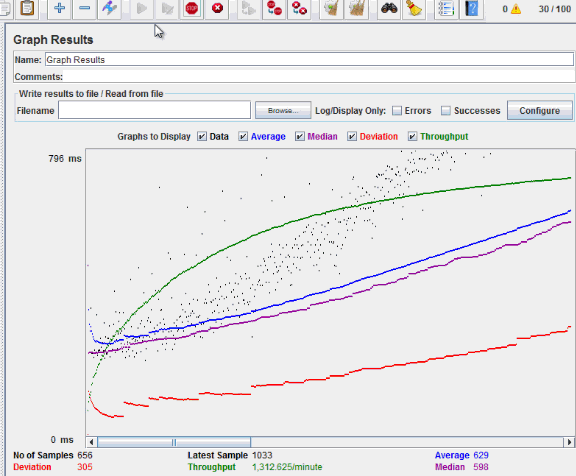 0 30 / 100
Graph Results
Name: Graph Results
Comments:
Write results to file / Read from file
Filename Browse... Log/Display Only: Errors Successes Configure
Graphs to Display Data Average Median Deviation Throughput
796 ms
0 ms
No of Samples 656 Latest Sample 1033 Average 629
Deviation 305 Throughput 1,312.625/minute Median 598